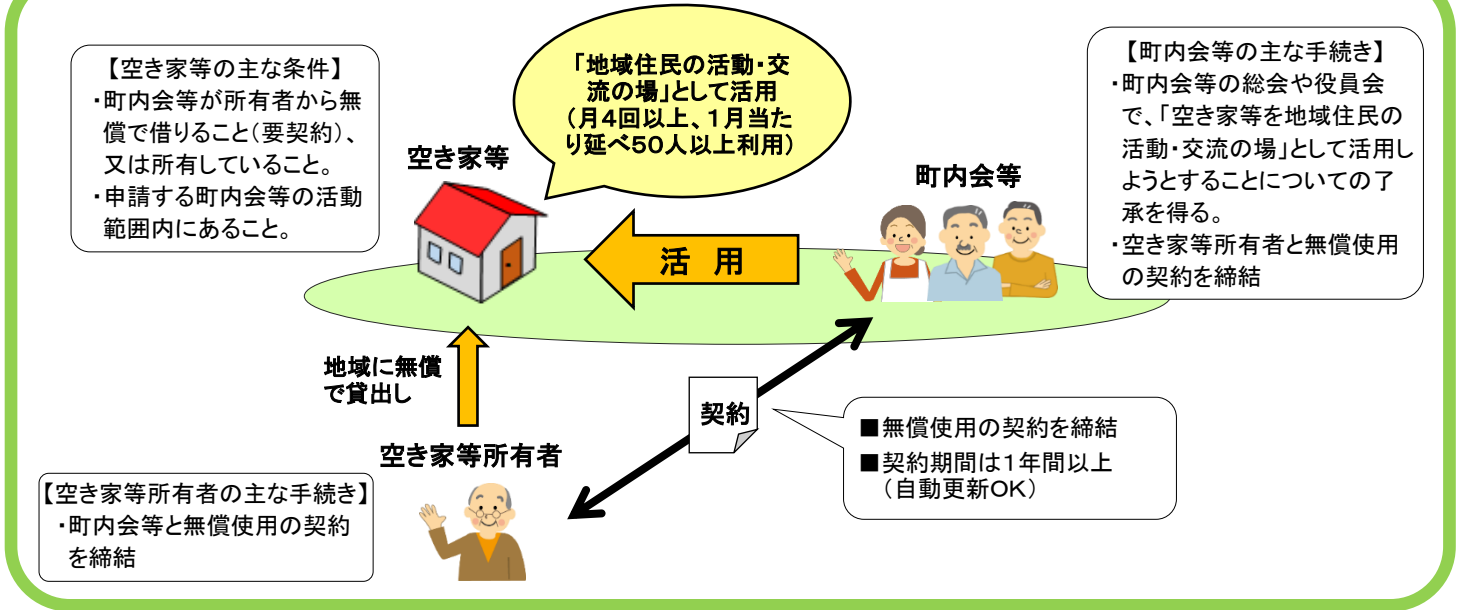 【空き家等の主な条件】
・町内会等が所有者から無
償で借りること(要契約)、
又は所有していること。
・申請する町内会等の活動
範囲内にあること。
「地域住民の活動・交
流の場」として活用
(月4回以上、1月当た
り延べ50人以上利用)
【町内会等の主な手続き】
・町内会等の総会や役員会
で、「空き家等を地域住民の
活動・交流の場」として活用し
ようとすることについての了
承を得る。
・空き家等所有者と無償使用
の契約を締結
空き家等
町内会等
活 用
地域に無償
で貸出し
契約
■無償使用の契約を締結
■契約期間は1年間以上
(自動更新OK)
空き家等所有者
【空き家等所有者の主な手続き】
・町内会等と無償使用の契約
を締結